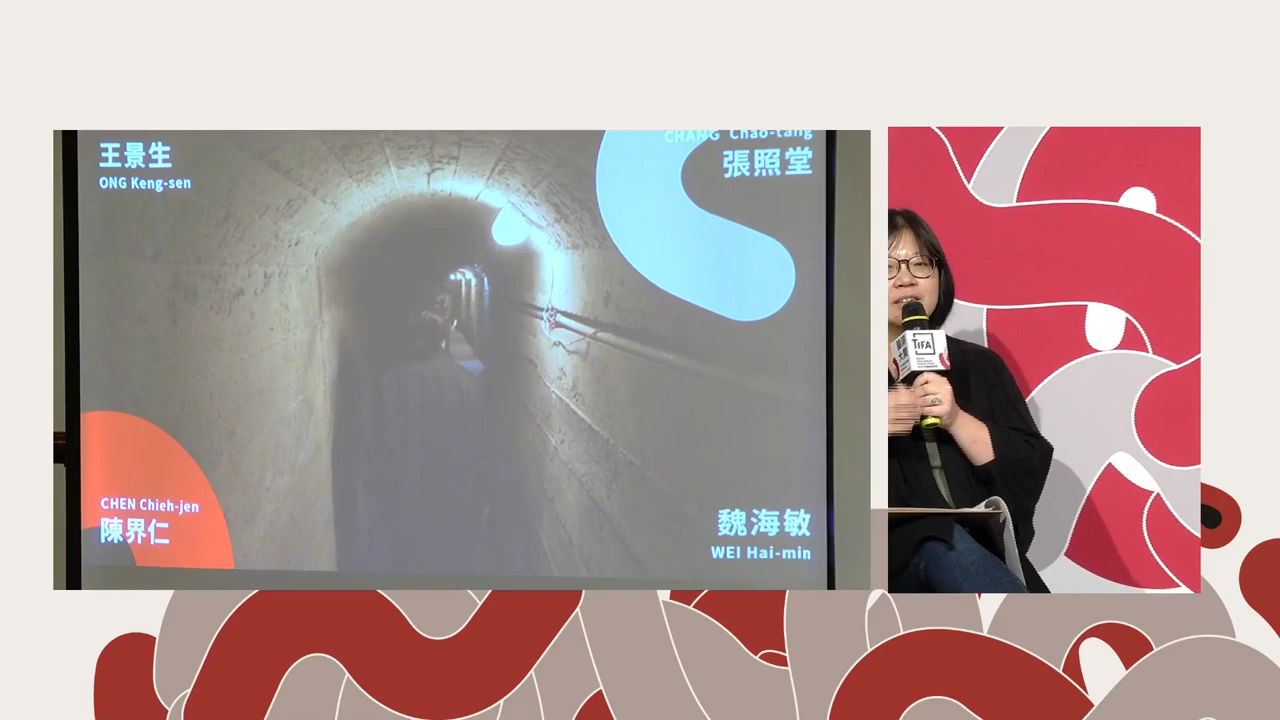 王景生
ONG Keng-sen
CHANG Chao-tang
張照堂
CHEN Chieh-jen
陳界仁
魏海敏
WEI Hai-min
TIFA